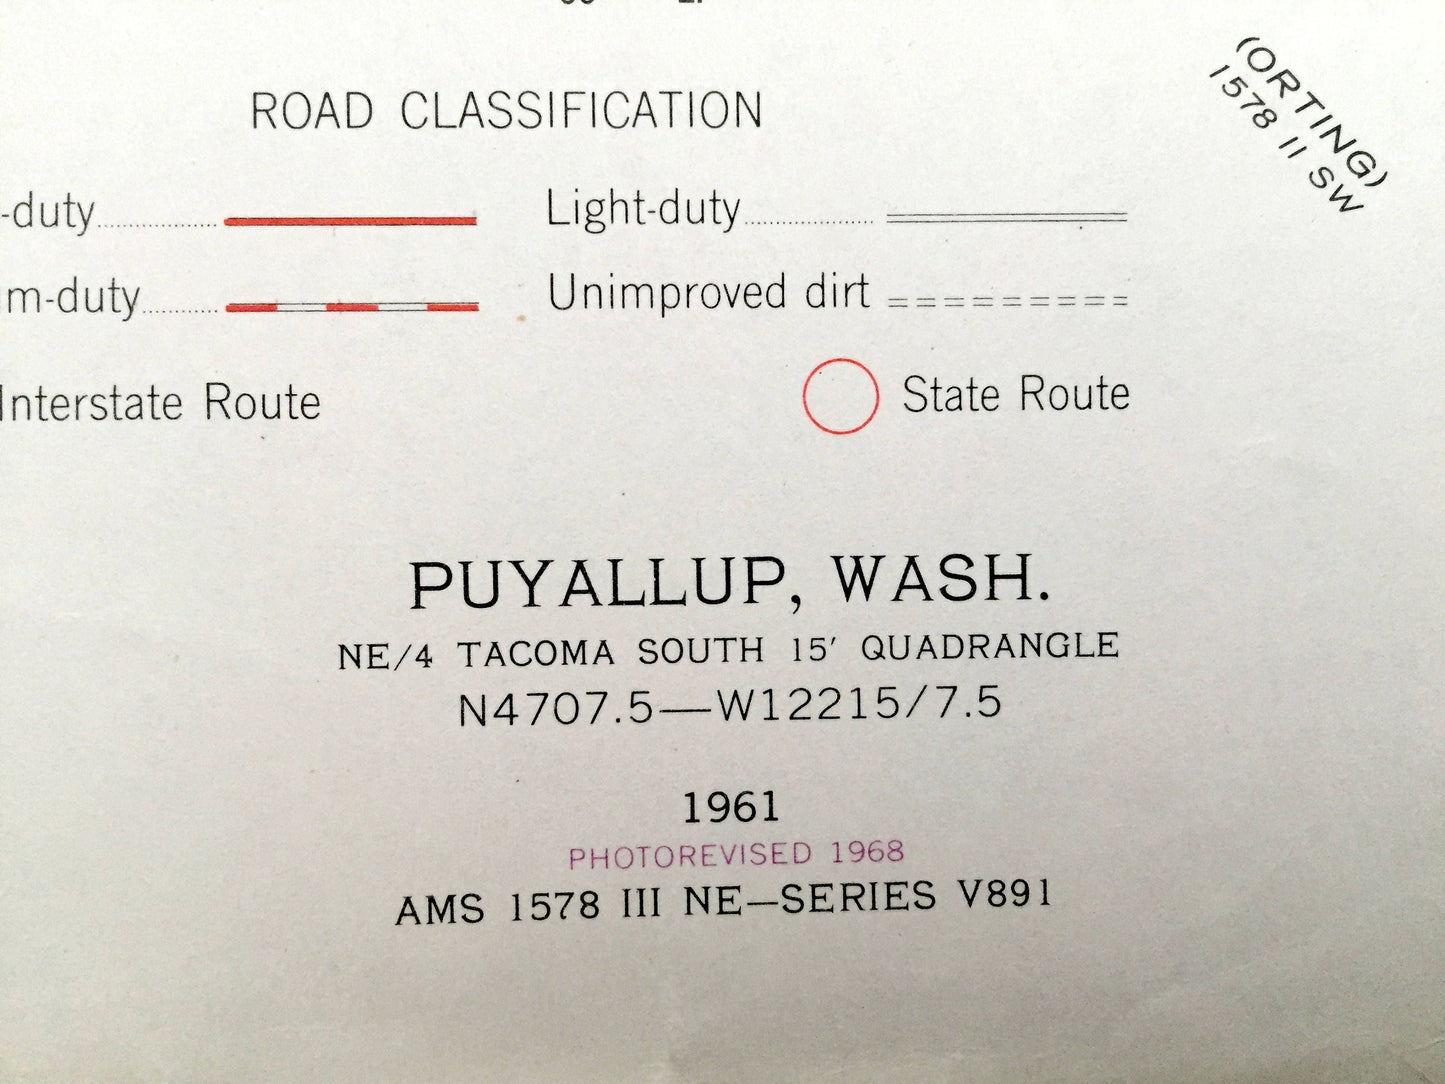 ROAD CLASSIFICATION
-duty.................... Light-duty......................
m-duty............ Unimproved dirt
Interstate Route State Route
(ORTING)
1578 II SW
PUYALLUP, WASH.
NE/4 TACOMA SOUTH 15′ QUADRANGLE
N4707.5—W12215/7.5
1961
PHOTOREVISED 1968
AMS 1578 III NE—SERIES V891